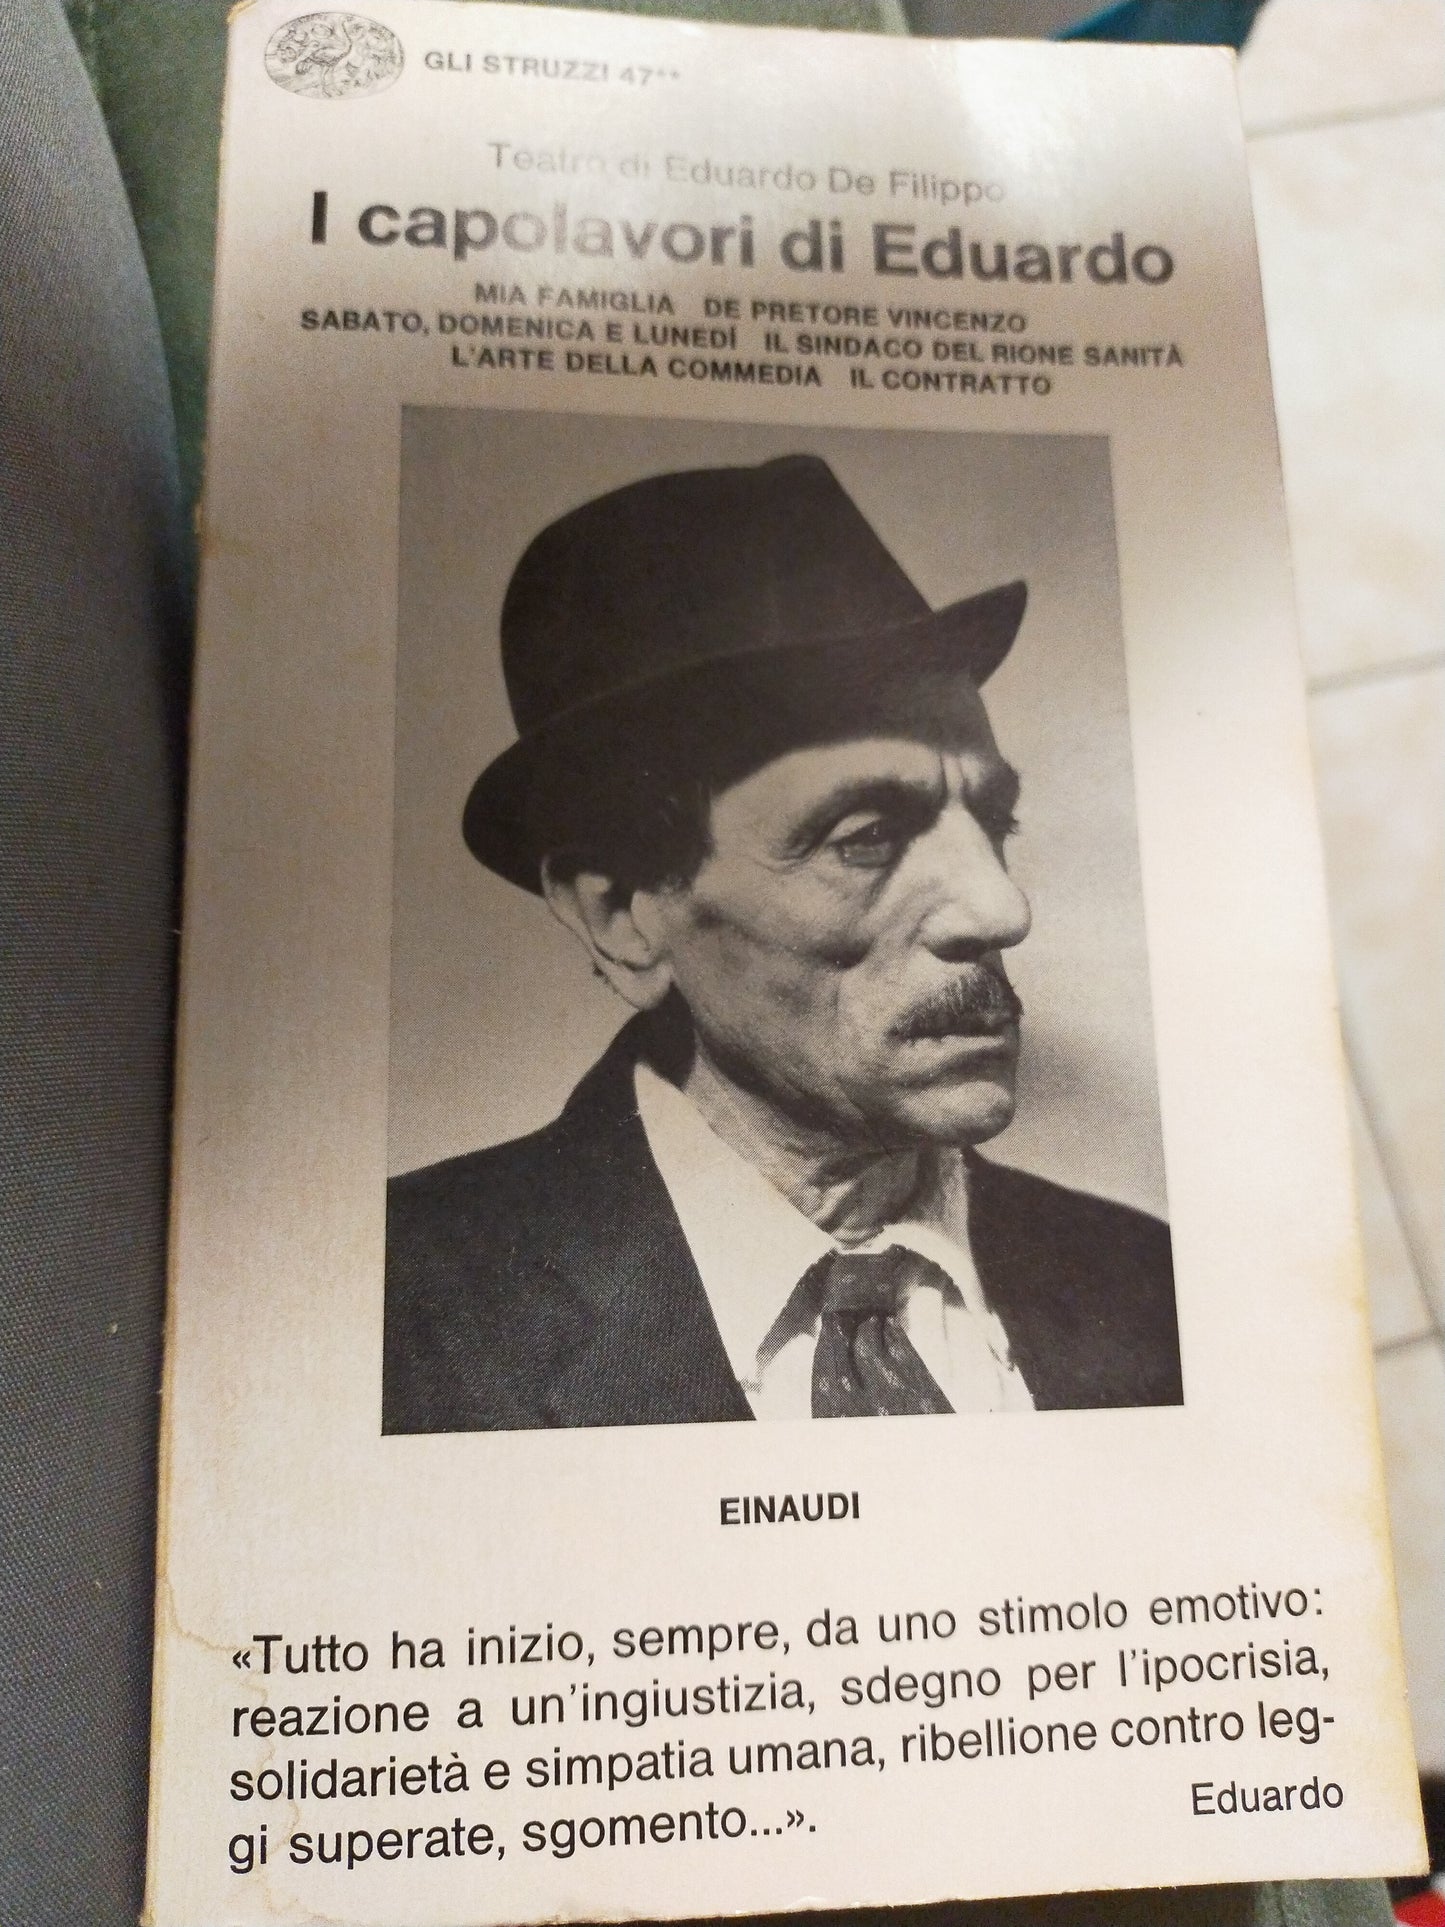 GLI STRUZZI 47**
Teatro di Eduardo De Filippo
I capolavori di Eduardo
MIA FAMIGLIA DE PRETORE VINCENZO
SABATO, DOMENICA E LUNEDÍ IL SINDACO DEL RIONE SANITÀ
L'ARTE DELLA COMMEDIA IL CONTRATTO
EINAUDI
«Tutto ha inizio, sempre, da uno stimolo emotivo:
reazione a un'ingiustizia, sdegno per l'ipocrisia,
solidarietà e simpatia umana, ribellione contro leg-
gi superate, sgomento...».
Eduardo